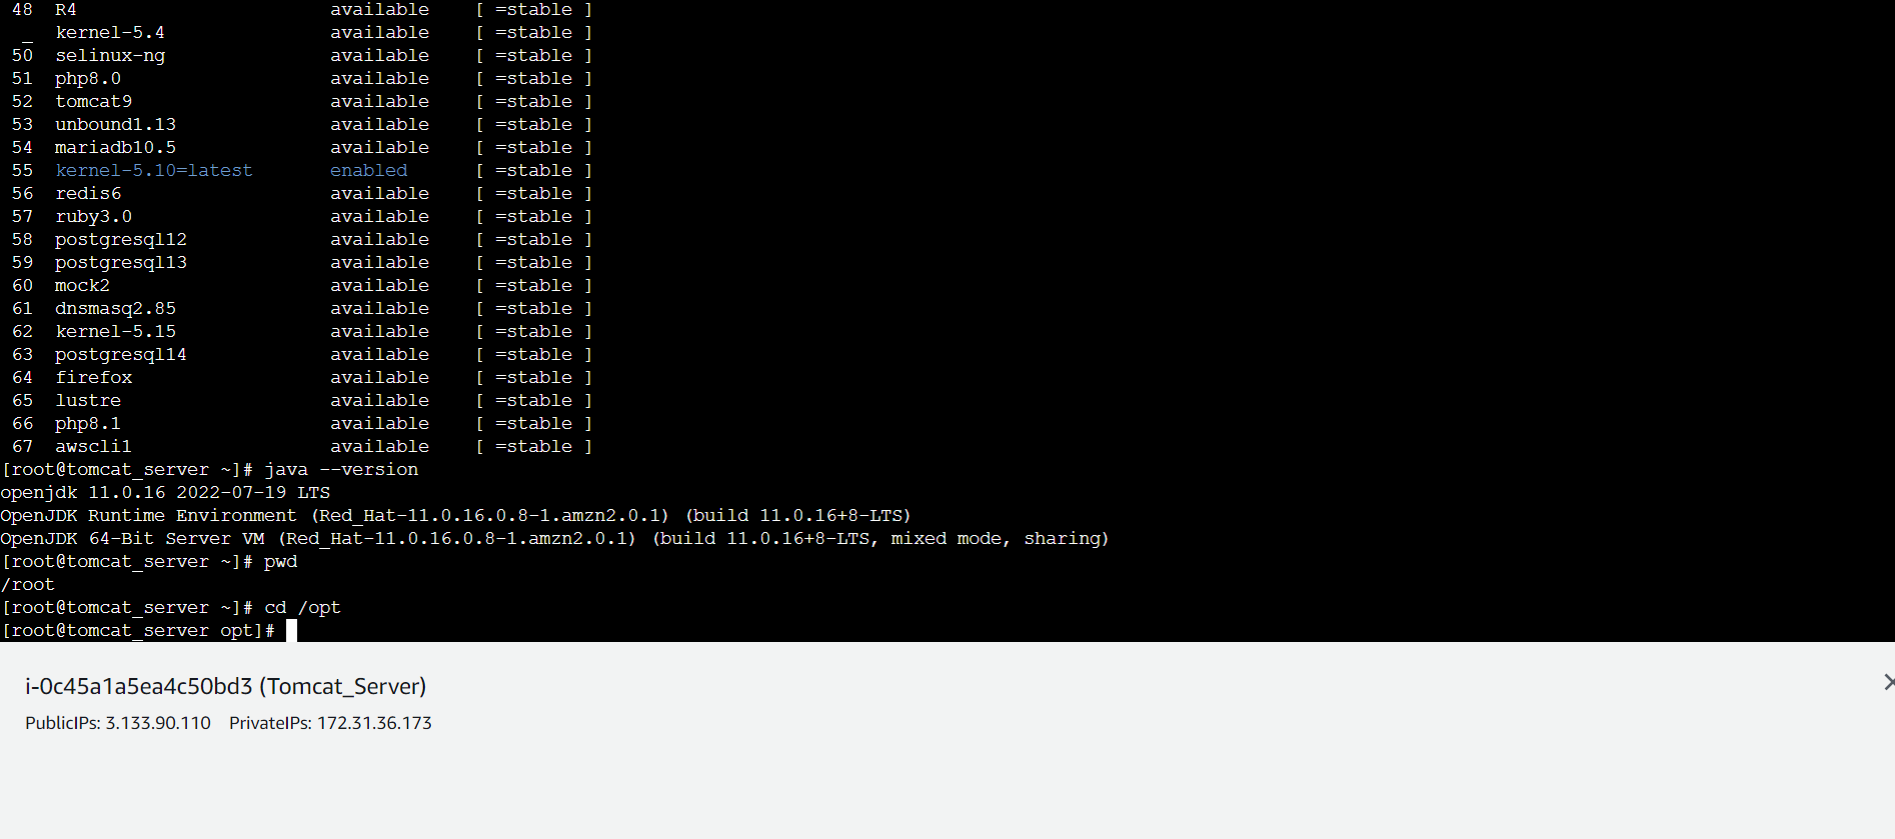 48 R4 available [ =stable ]
_ kernel-5.4 available [ =stable ]
50 selinux-ng available [ =stable ]
51 php8.0 available [ =stable ]
52 tomcat9 available [ =stable ]
53 unbound1.13 available [ =stable ]
54 mariadb10.5 available [ =stable ]
55 kernel-5.10=latest enabled [ =stable ]
56 redis6 available [ =stable ]
57 ruby3.0 available [ =stable ]
58 postgresql12 available [ =stable ]
59 postgresql13 available [ =stable ]
60 mock2 available [ =stable ]
61 dnsmasq2.85 available [ =stable ]
62 kernel-5.15 available [ =stable ]
63 postgresql14 available [ =stable ]
64 firefox available [ =stable ]
65 lustre available [ =stable ]
66 php8.1 available [ =stable ]
67 awscli1 available [ =stable ]
[root@tomcat_server ~]# java --version
openjdk 11.0.16 2022-07-19 LTS
OpenJDK Runtime Environment (Red_Hat-11.0.16.0.8-1.amzn2.0.1) (build 11.0.16+8-LTS)
OpenJDK 64-Bit Server VM (Red_Hat-11.0.16.0.8-1.amzn2.0.1) (build 11.0.16+8-LTS, mixed mode, sharing)
[root@tomcat_server ~]# pwd
/root
[root@tomcat_server ~]# cd /opt
[root@tomcat_server opt]#
i-0c45a1a5ea4c50bd3 (Tomcat_Server)
PublicIPs: 3.133.90.110 PrivateIPs: 172.31.36.173